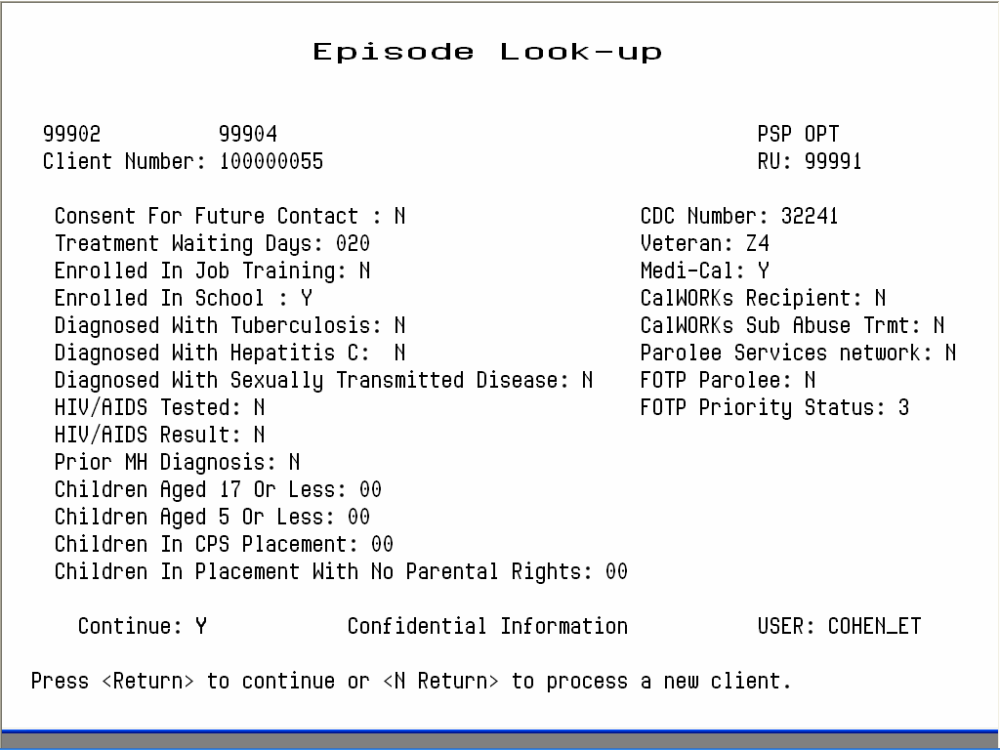 Episode Look-up
99902 99904 PSP OPT
Client Number: 100000055 RU: 99991
Consent For Future Contact : N CDC Number: 32241
Treatment Waiting Days: 020 Veteran: Z4
Enrolled In Job Training: N Medi-Cal: Y
Enrolled In School : Y CalWORKs Recipient: N
Diagnosed With Tuberculosis: N CalWORKs Sub Abuse Trmt: N
Diagnosed With Hepatitis C: N Parolee Services network: N
Diagnosed With Sexually Transmitted Disease: N FOTP Parolee: N
HIV/AIDS Tested: N FOTP Priority Status: 3
HIV/AIDS Result: N
Prior MH Diagnosis: N
Children Aged 17 Or Less: 00
Children Aged 5 Or Less: 00
Children In CPS Placement: 00
Children In Placement With No Parental Rights: 00
Continue: Y Confidential Information USER: COHEN_ET
Press <Return> to continue or <N Return> to process a new client.